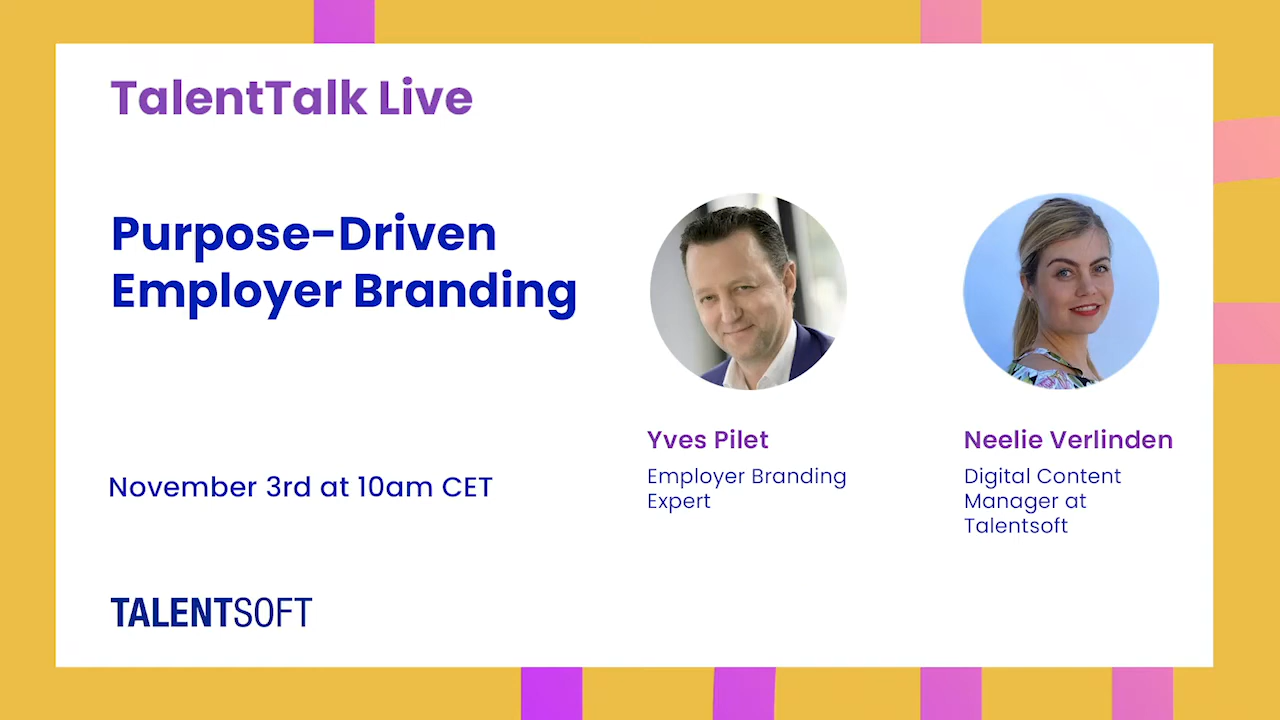 TalentTalk Live
Purpose-Driven
Employer Branding
November 3rd at 10am CET
Yves Pilet
Employer Branding
Expert
Neelie Verlinden
Digital Content
Manager at
Talentsoft
TALENTSOFT